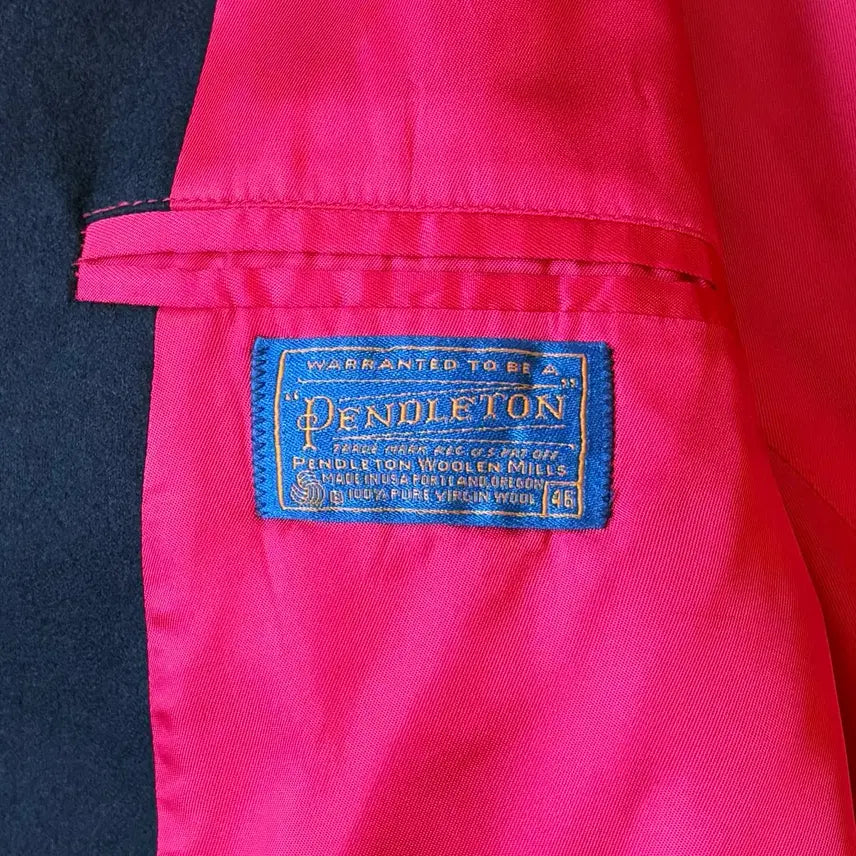 WARRANTED TO BE A
"PENDLETON"
TRADE MARK REG. U.S. PAT. OFF.
PENDLETON WOOLEN MILLS
MADE IN USA PORTLAND, OREGON
R 100% PURE VIRGIN WOOL 46